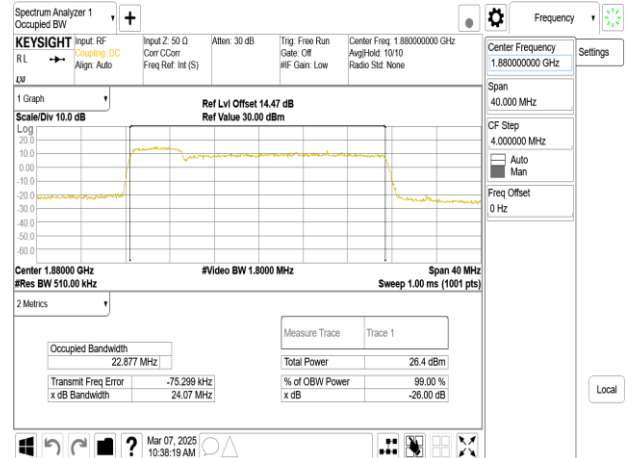 Spectrum Analyzer 1
Occupied BW
Frequency
KEYSIGHT
RL
LXI
Input: RF
Coupling: DC
Align: Auto
Input Z: 50 Ω
Corr CCorr
Freq Ref: Int (S)
Atten: 30 dB
Trig: Free Run
Gate: Off
#IF Gain: Low
Center Freq: 1.880000000 GHz
Avg|Hold: 10/10
Radio Std: None
Center Frequency
1.880000000 GHz
Settings
Span
40.000 MHz
CF Step
4.000000 MHz
Auto
Man
Freq Offset
0 Hz
Local
1 Graph
Scale/Div 10.0 dB
Ref Lvl Offset 14.47 dB
Ref Value 30.00 dBm
Log
20.0
10.0
0.00
-10.0
-20.0
-30.0
-40.0
-50.0
-60.0
Center 1.88000 GHz
#Video BW 1.8000 MHz
Span 40 MHz
#Res BW 510.00 kHz
Sweep 1.00 ms (1001 pts)
2 Metrics
Measure Trace Trace 1
Occupied Bandwidth
22.877 MHz
Total Power 26.4 dBm
Transmit Freq Error -75.299 kHz
% of OBW Power 99.00 %
x dB Bandwidth 24.07 MHz
x dB -26.00 dB
?
Mar 07, 2025
10:38:19 AM